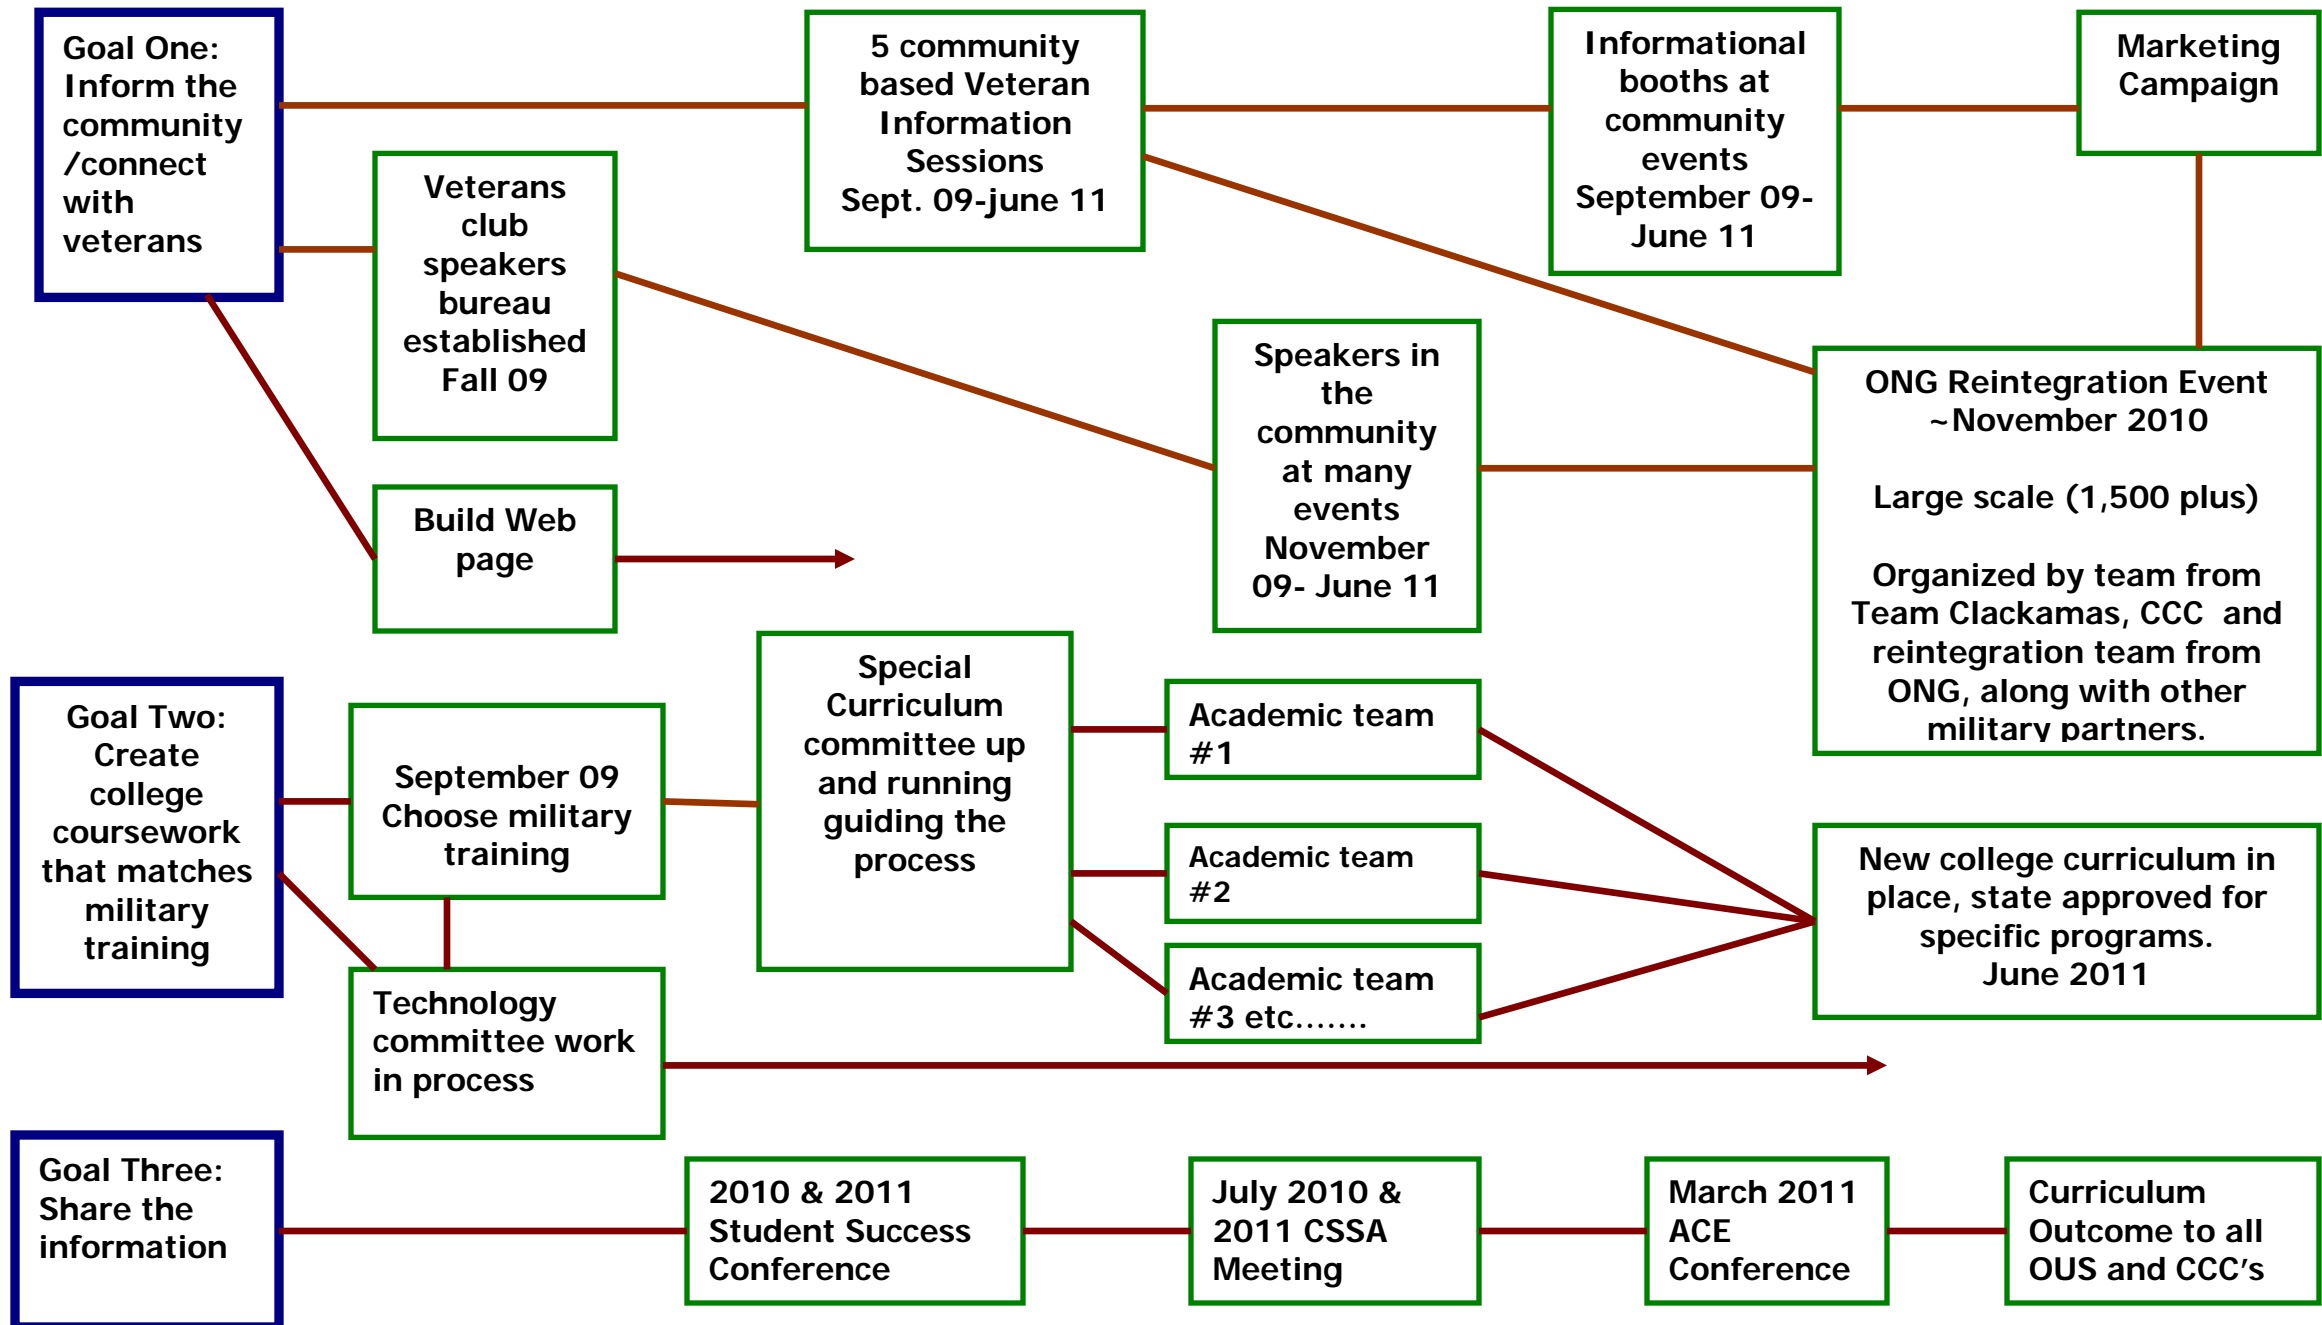 Goal One:
Inform the
community
/connect
with
veterans
5 community
based Veteran
Information
Sessions
Sept. 09-june 11
Informational
booths at
community
events
September 09-
June 11
Marketing
Campaign
Veterans
club
speakers
bureau
established
Fall 09
Speakers in
the
community
at many
events
November
09- June 11
ONG Reintegration Event
~November 2010
Large scale (1,500 plus)
Organized by team from
Team Clackamas, CCC and
reintegration team from
ONG, along with other
military partners.
Build Web
page
Goal Two:
Create
college
coursework
that matches
military
training
September 09
Choose military
training
Special
Curriculum
committee up
and running
guiding the
process
Academic team
#1
Academic team
#2
Academic team
#3 etc.......
New college curriculum in
place, state approved for
specific programs.
June 2011
Technology
committee work
in process
Goal Three:
Share the
information
2010 & 2011
Student Success
Conference
July 2010 &
2011 CSSA
Meeting
March 2011
ACE
Conference
Curriculum
Outcome to all
OUS and CCC's